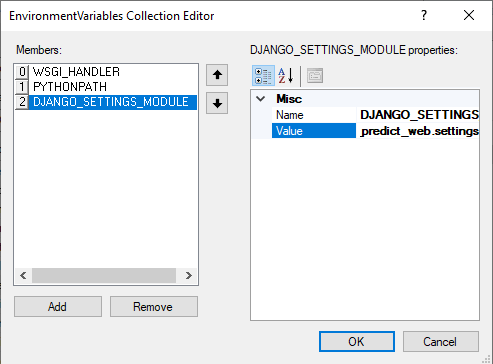 EnvironmentVariables Collection Editor
?
Members:
0 WSGI_HANDLER
1 PYTHONPATH
2 DJANGO_SETTINGS_MODULE
Add
Remove
DJANGO_SETTINGS_MODULE properties:
A
Z
Misc
Name DJANGO_SETTINGS
Value predict_web.settings
OK
Cancel